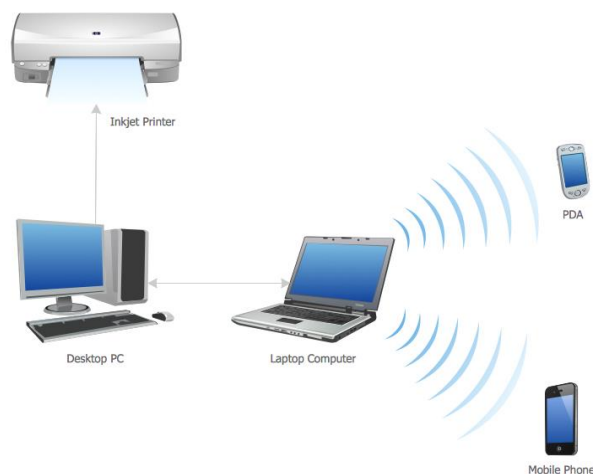 Inkjet Printer
PDA
Desktop PC
Laptop Computer
Mobile Phone